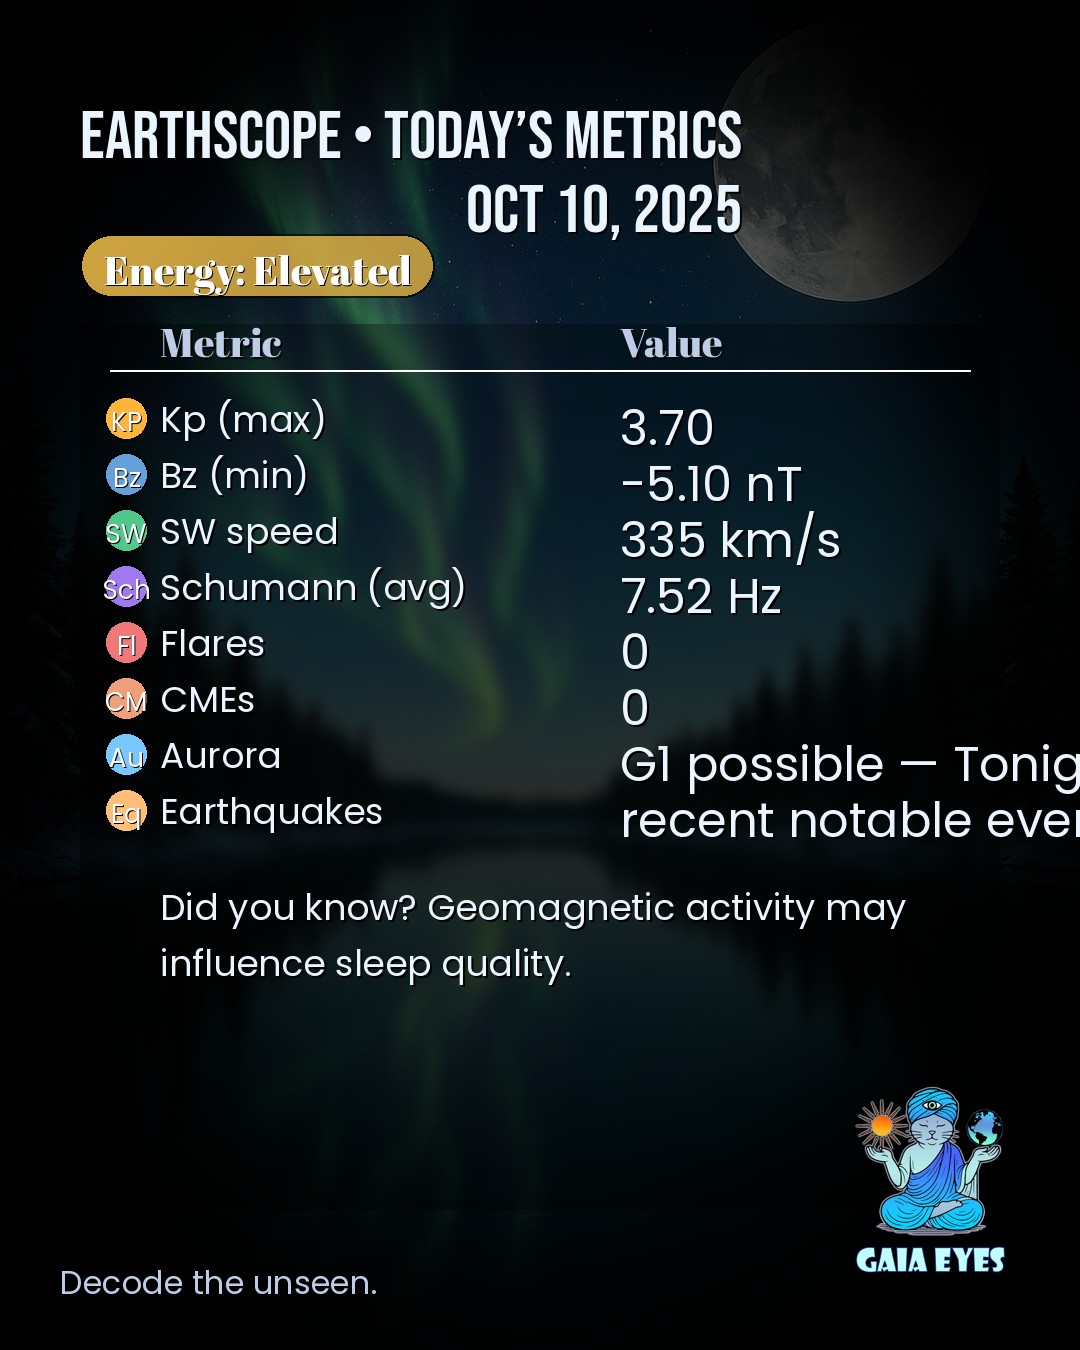 EARTHSCOPE • TODAY’S METRICS
OCT 10, 2025
Energy: Elevated
Metric Value
KP Kp (max) 3.70
Bz Bz (min) −5.10 nT
SW SW speed 335 km/s
Sch Schumann (avg) 7.52 Hz
Fl Flares 0
CM CMEs 0
Au Aurora G1 possible — Tonig
Eq Earthquakes recent notable ever
Did you know? Geomagnetic activity may
influence sleep quality.
GAIA EYES
Decode the unseen.